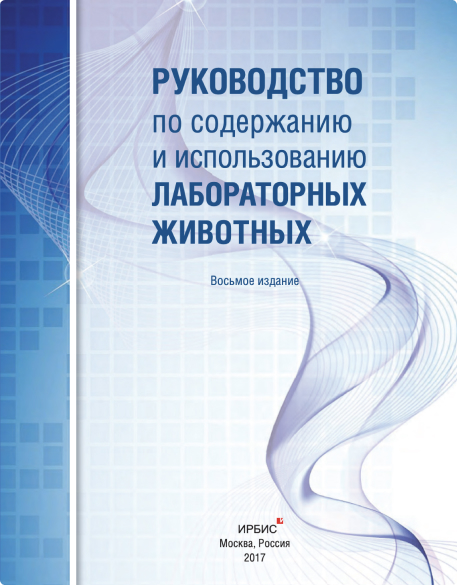 РУКОВОДСТВО
по содержанию
и использованию
ЛАБОРАТОРНЫХ
ЖИВОТНЫХ
Восьмое издание
ИРБИС
Москва, Россия
2017